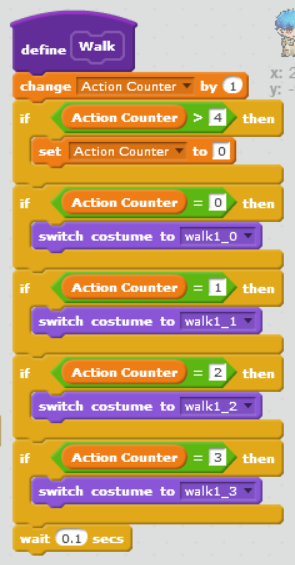 define Walk
x: 2
change Action Counter by 1
y: -
if Action Counter > 4 then
set Action Counter to 0
if Action Counter = 0 then
switch costume to walk1_0
if Action Counter = 1 then
switch costume to walk1_1
if Action Counter = 2 then
switch costume to walk1_2
if Action Counter = 3 then
switch costume to walk1_3
wait 0.1 secs